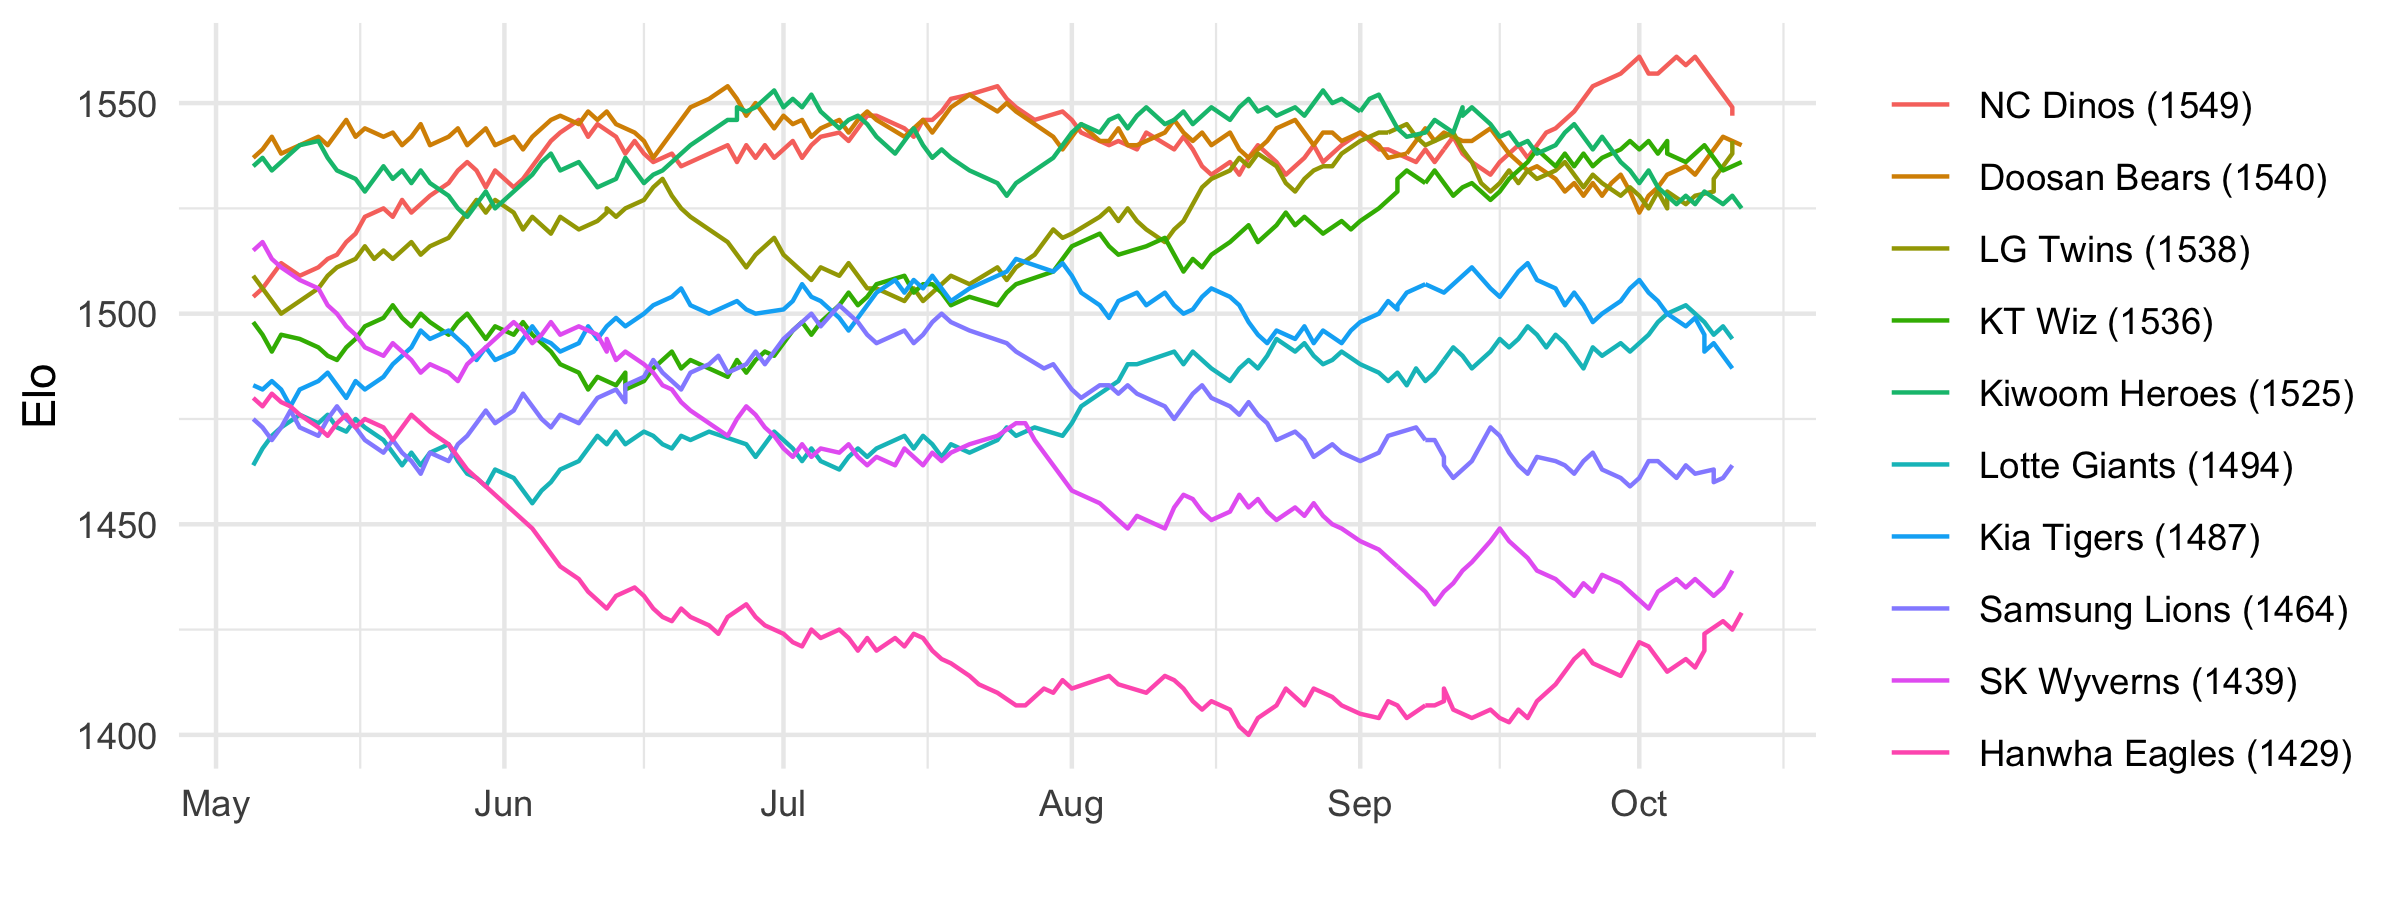 Elo
1550
1500
1450
1400
May Jun Jul Aug Sep Oct
NC Dinos (1549)
Doosan Bears (1540)
LG Twins (1538)
KT Wiz (1536)
Kiwoom Heroes (1525)
Lotte Giants (1494)
Kia Tigers (1487)
Samsung Lions (1464)
SK Wyverns (1439)
Hanwha Eagles (1429)